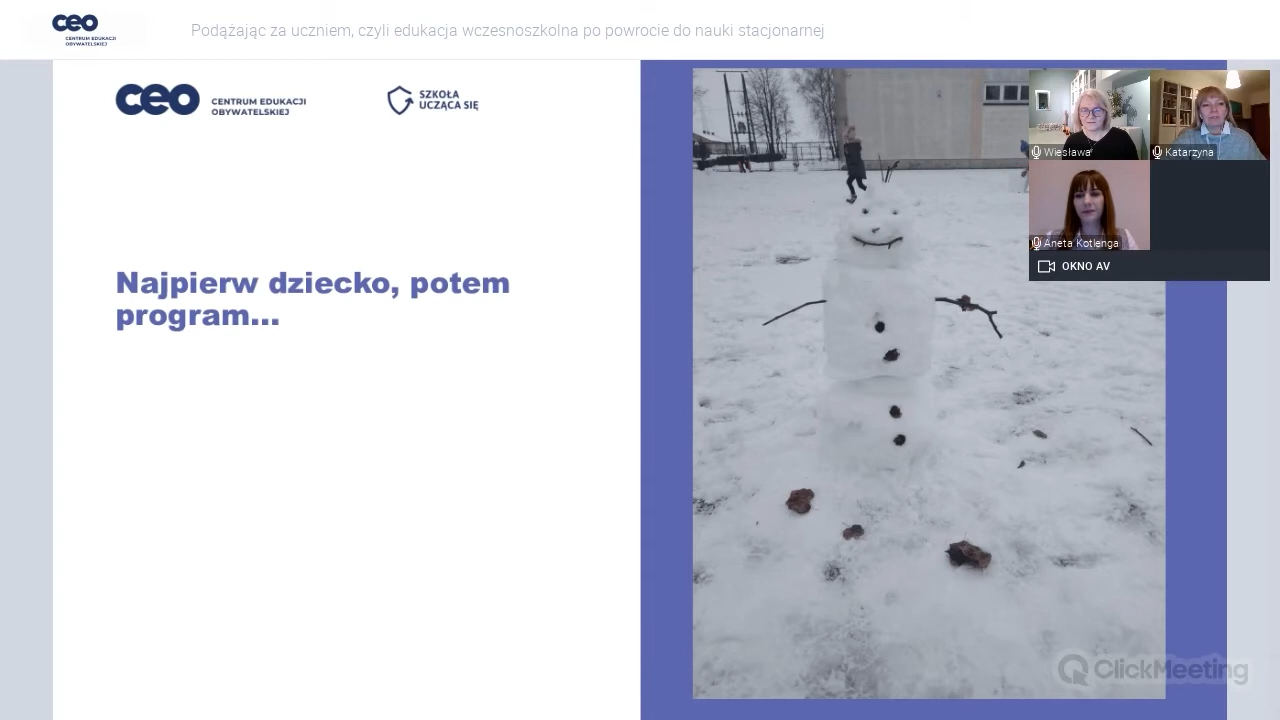 ceo
CENTRUM EDUKACJI
OBYWATELSKIEJ
Podążając za uczniem, czyli edukacja wczesnoszkolna po powrocie do nauki stacjonarnej
ceo
CENTRUM EDUKACJI
OBYWATELSKIEJ
SZKOŁA
UCZĄCA SIĘ
Najpierw dziecko, potem
program...
Wiesława
Katarzyna
Aneta Kotlenga
OKNO AV
ClickMeeting